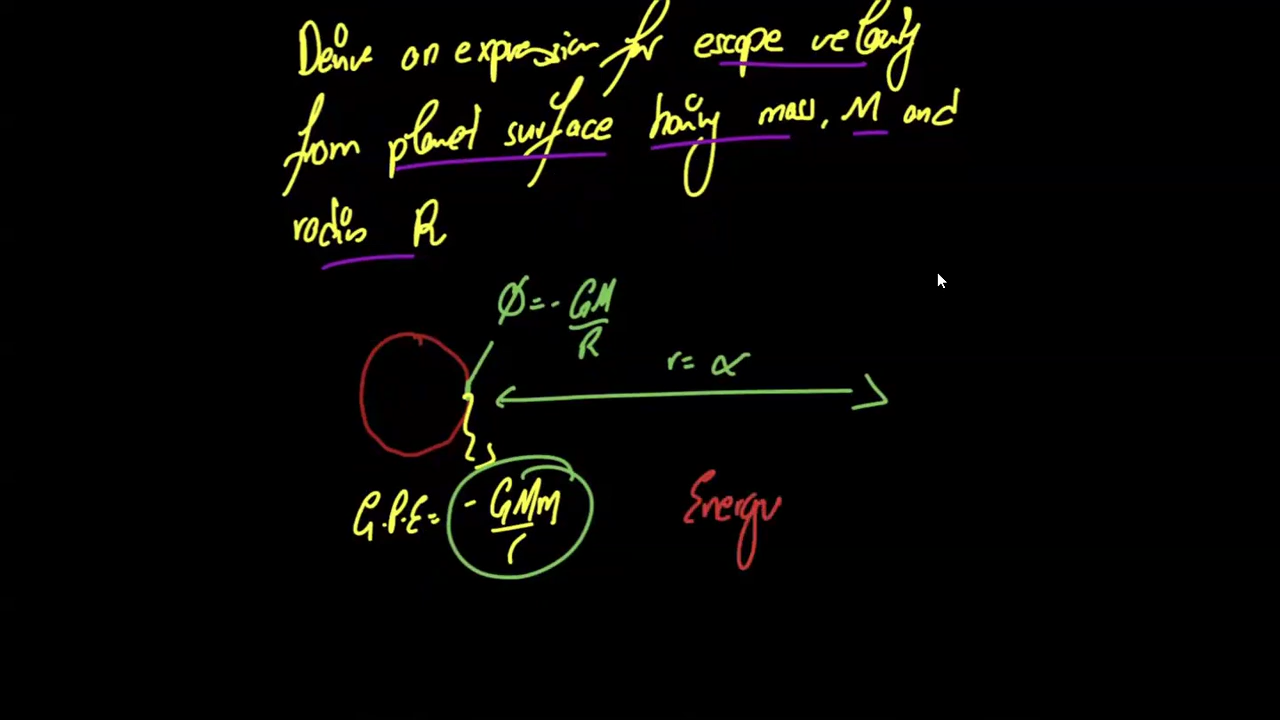 Derive an expression for escape velocity
from planet surface having mass, M and
radius R
Ø = - GM/R
r = ∝
G.P.E = - GMm/r
Energy